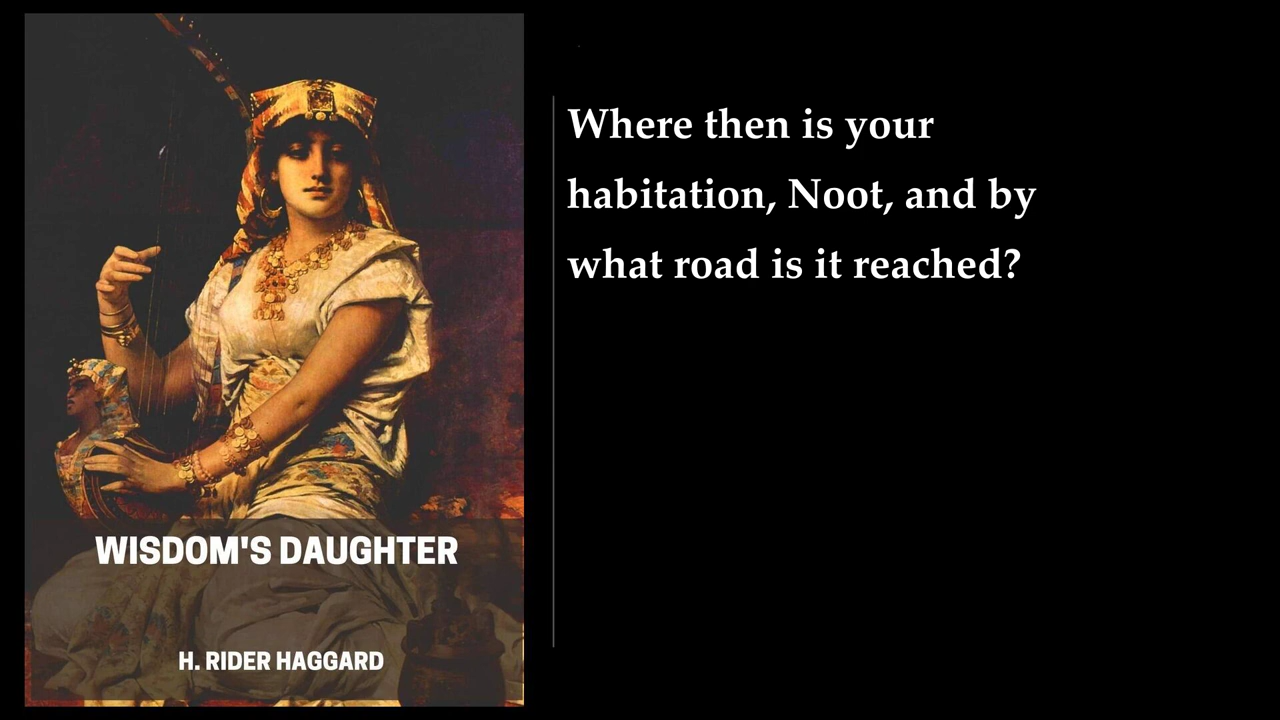 WISDOM'S DAUGHTER
H. RIDER HAGGARD
Where then is your
habitation, Noot, and by
what road is it reached?